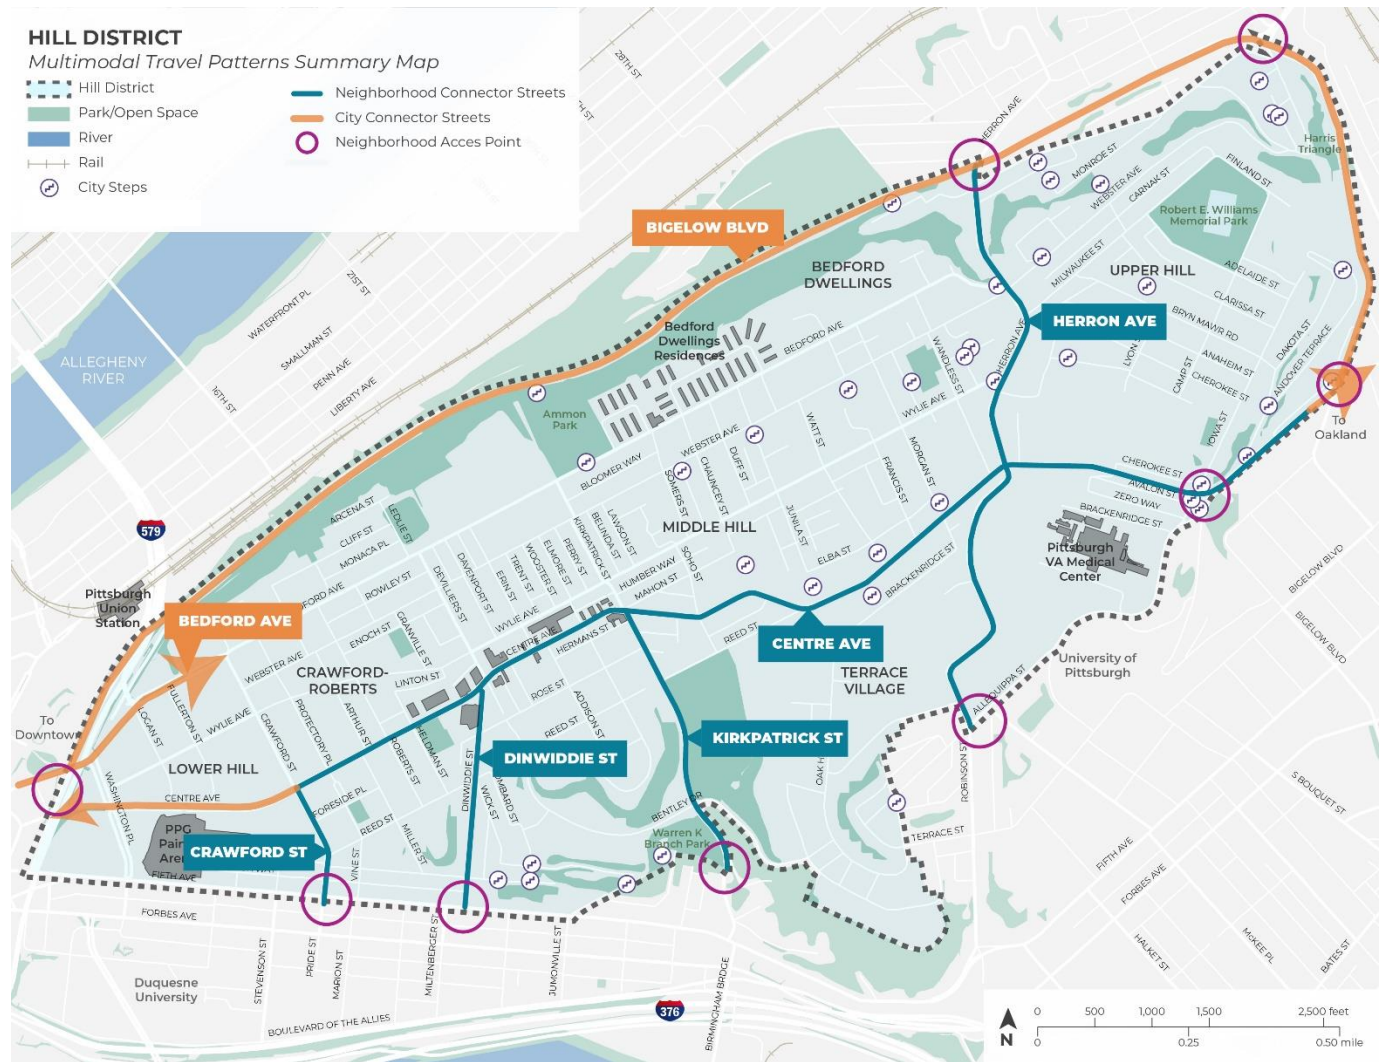 HILL DISTRICT
Multimodal Travel Patterns Summary Map
Hill District
Park/Open Space
River
Rail
City Steps
Neighborhood Connector Streets
City Connector Streets
Neighborhood Acces Point
28TH ST
HERRON AVE
MONROE ST
WEBSTER AVE
CARNAK ST
FINLAND ST
Harris
Triangle
Robert E. Williams
Memorial Park
BIGELOW BLVD
BEDFORD
DWELLINGS
MILWAUKEE ST
UPPER HILL
ADELAIDE ST
CLARISSA ST
BRYN MAWR RD
ANAHEIM ST
CHEROKEE ST
LYON S
CAMP ST
DAKOTA ST
ANDOVER TERRACE
IOWA ST
HERRON AVE
HERRON AVE
21ST ST
WATERFRONT PL
SMALLMAN ST
PENN AVE
LIBERTY AVE
16TH ST
ALLEGHENY
RIVER
Bedford
Dwellings
Residences
BEDFORD AVE
WANDLESS ST
WYLIE AVE
Ammon
Park
To
Oakland
WEBSTER AVE
BLOOMER WAY
WATT ST
MORGAN ST
FRANCIS ST
SOMERS ST
CHAUNCEY ST
DUFF ST
JUNILA ST
CHEROKEE ST
AVALON ST
ZERO WAY
BRACKENRIDGE ST
Pittsburgh
VA Medical
Center
MIDDLE HILL
ARCENA ST
CLIFF ST
MONACA PL
LEDLIE ST
579
LAWSON ST
BELINDA ST
KIRKPATRICK ST
PERRY ST
ELMORE ST
WOOSTER ST
TRENT ST
ERIN ST
DAVENPORT ST
DEVILLIERS ST
HUMBER WAY
MAHON ST
SOHO ST
ELBA ST
BRACKENRIDGE ST
BIGELOW BLVD
BIGELOW BLVD
Pittsburgh
Union
Station
FORD AVE
ROWLEY ST
ENOCH ST
GRANVILLE ST
WYLIE AVE
CENTRE AVE
HERMANS ST
REED ST
BEDFORD AVE
CENTRE AVE
WEBSTER AVE
CRAWFORD-
ROBERTS
LINTON ST
TERRACE
VILLAGE
University of
Pittsburgh
ALLEQUIPPA ST
FULLERTON ST
LOGAN ST
WYLIE AVE
CRAWFORD ST
PROTECTORY PL
ARTHUR ST
ROBERTS ST
HELDMAN ST
ROSE ST
ADDISON ST
REED ST
To
Downtown
KIRKPATRICK ST
DINWIDDIE ST
LOWER HILL
DINWIDDIE ST
OMBARD ST
WICK ST
OAK H
ROBINSON S
S BOUQUET ST
CENTRE AVE
WASHINGTON PL
FORESIDE PL
REED ST
MILLER ST
VINE ST
BENTLEY DR
Warren K
Branch Park
TERRACE ST
PPG
Pain
Aren
CRAWFORD ST
FIFTH AVE
WAY
FIFTH AVE
FORBES AVE
FORBES AVE
Duquesne
University
STEVENSON ST
PRIDE ST
MARION ST
MILTENBERGER ST
JUMONVILLE ST
BIRMINGHAM BRDGE
HALKET ST
McKEE PL
BATES ST
BOULEVARD OF THE ALLIES
376
N
0 500 1,000 1,500 2,500 feet
0 0.25 0.50 mile